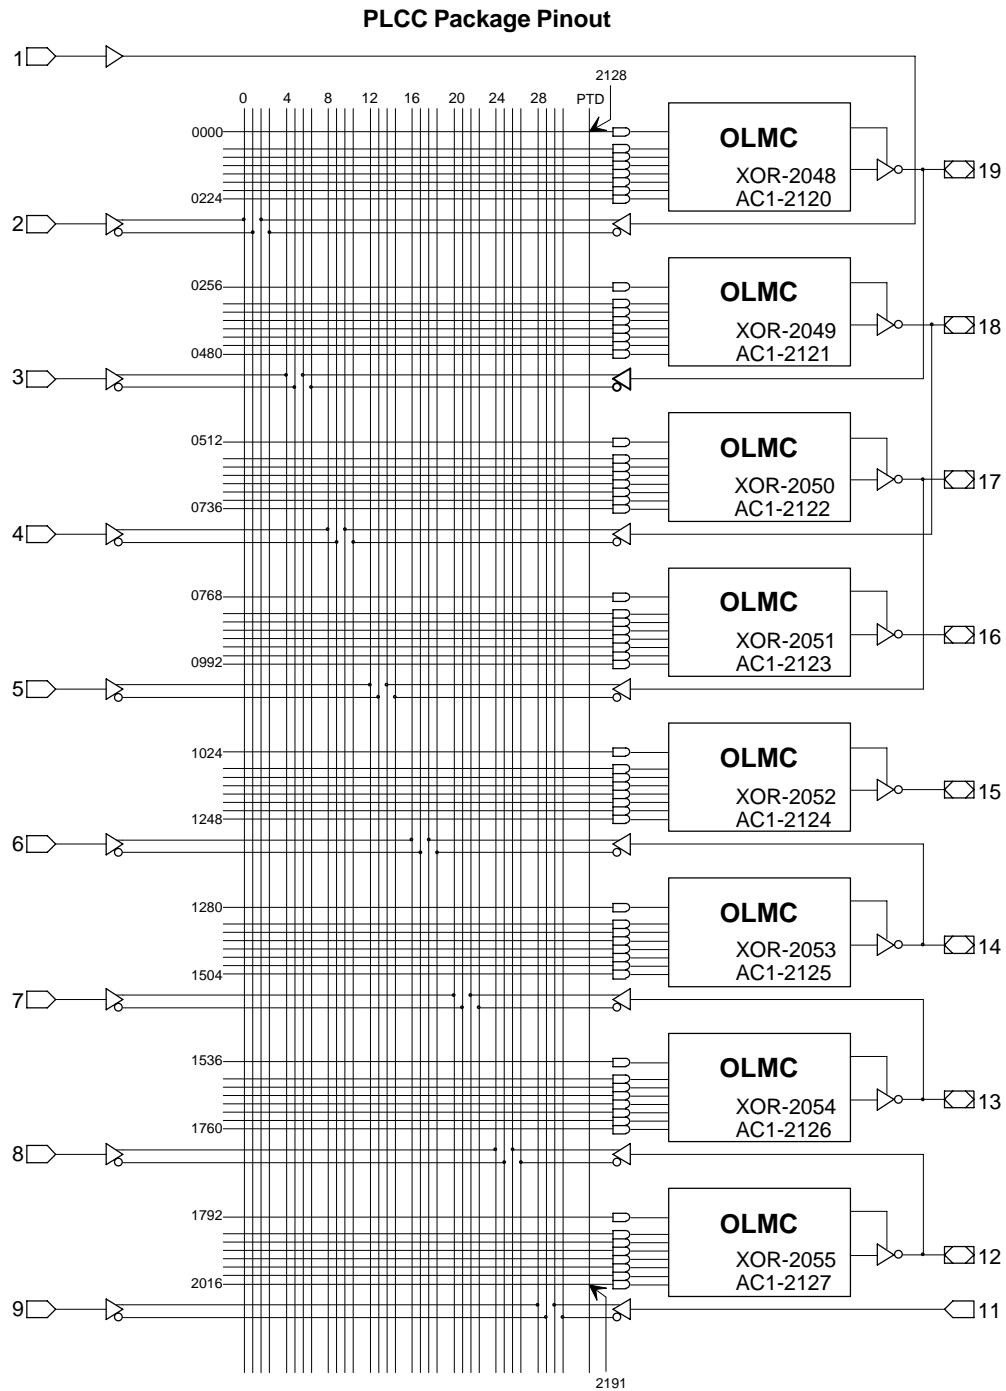 PLCC Package Pinout
1
2128
0 4 8 12 16 20 24 28 PTD
0000
OLMC
XOR-2048
AC1-2120
19
0224
2
0256
OLMC
XOR-2049
AC1-2121
18
0480
3
0512
OLMC
XOR-2050
AC1-2122
17
0736
4
0768
OLMC
XOR-2051
AC1-2123
16
0992
5
1024
OLMC
XOR-2052
AC1-2124
15
1248
6
1280
OLMC
XOR-2053
AC1-2125
14
1504
7
1536
OLMC
XOR-2054
AC1-2126
13
1760
8
1792
OLMC
XOR-2055
AC1-2127
12
2016
9
11
2191